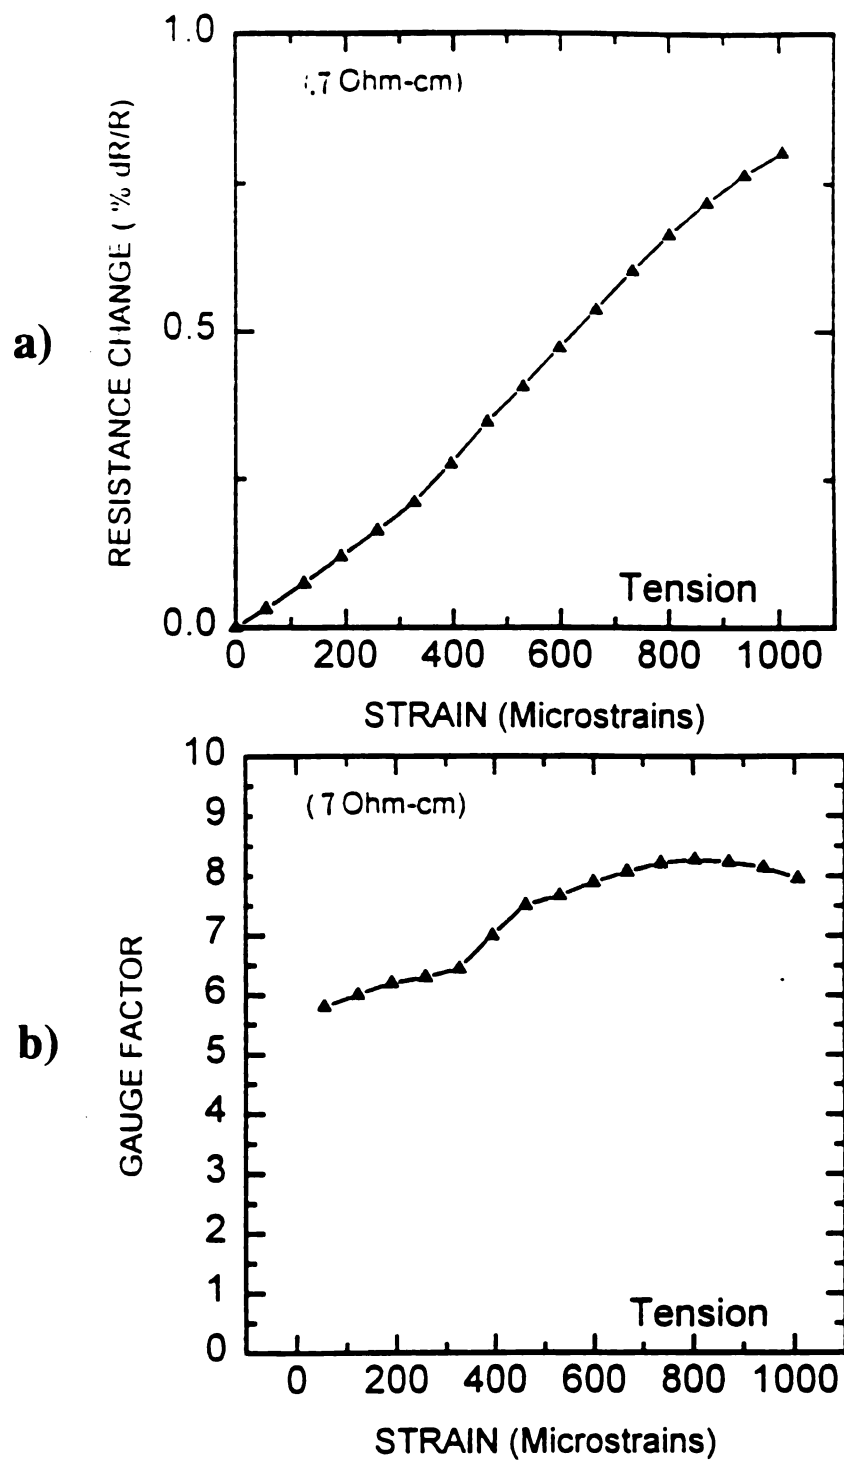 a)
RESISTANCE CHANGE ( % dR/R)
1.0
0.5
0.0
.7 Ohm-cm)
Tension
0 200 400 600 800 1000
STRAIN (Microstrains)
b)
GAUGE FACTOR
10
9
8
7
6
5
4
3
2
1
0
( 7 Ohm-cm)
Tension
0 200 400 600 800 1000
STRAIN (Microstrains)